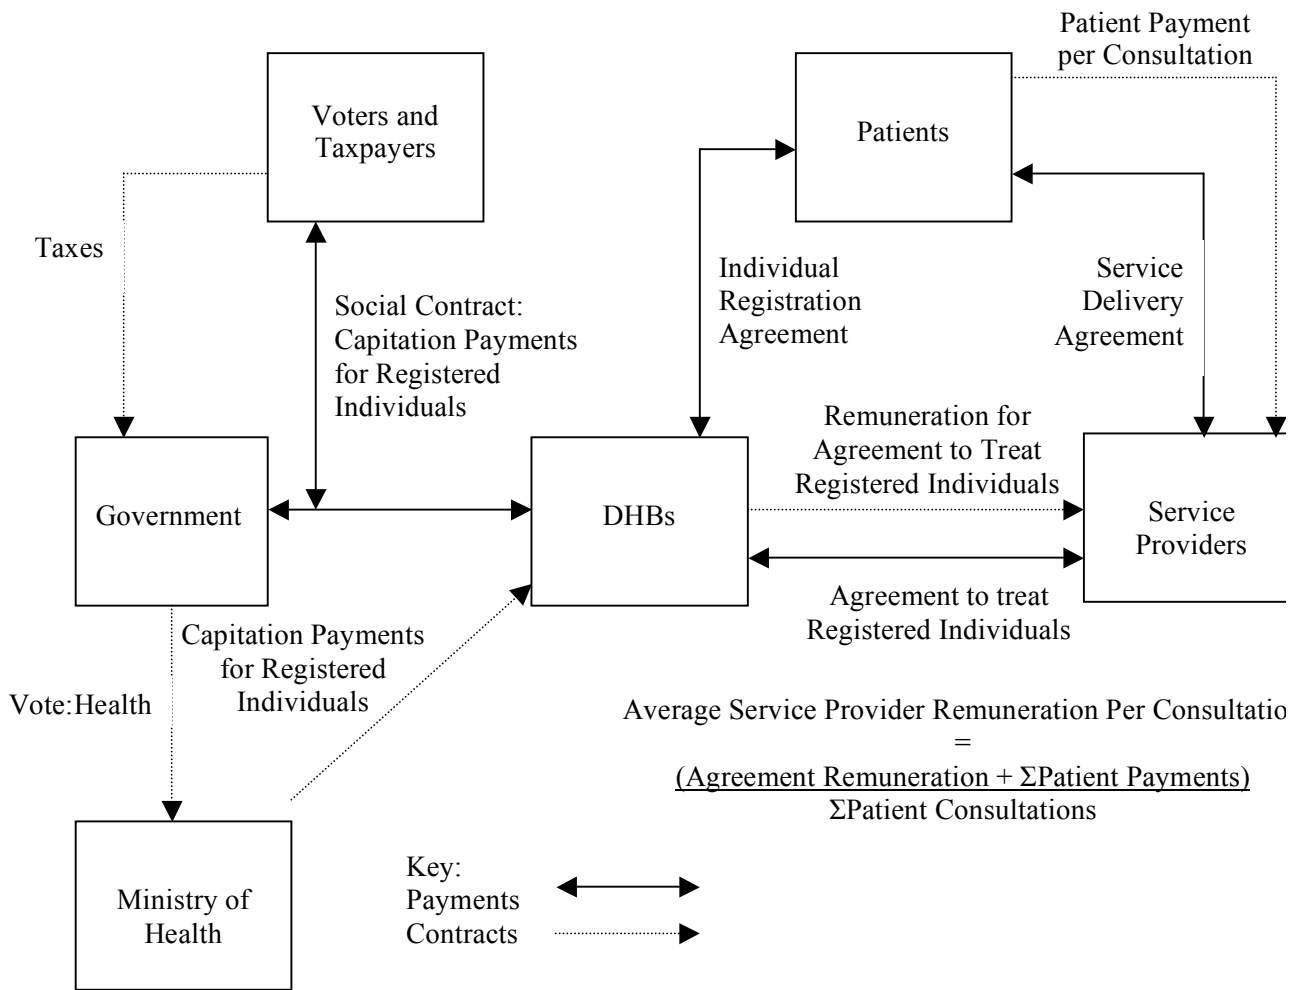 Patient Payment
per Consultation
Voters and
Taxpayers
Patients
Taxes
Individual
Registration
Agreement
Service
Delivery
Agreement
Social Contract:
Capitation Payments
for Registered
Individuals
Remuneration for
Agreement to Treat
Registered Individuals
Government
DHBs
Service
Providers
Agreement to treat
Registered Individuals
Capitation Payments
for Registered
Individuals
Vote:Health
Average Service Provider Remuneration Per Consultatio
=
(Agreement Remuneration + ΣPatient Payments)
ΣPatient Consultations
Ministry of
Health
Key:
Payments
Contracts